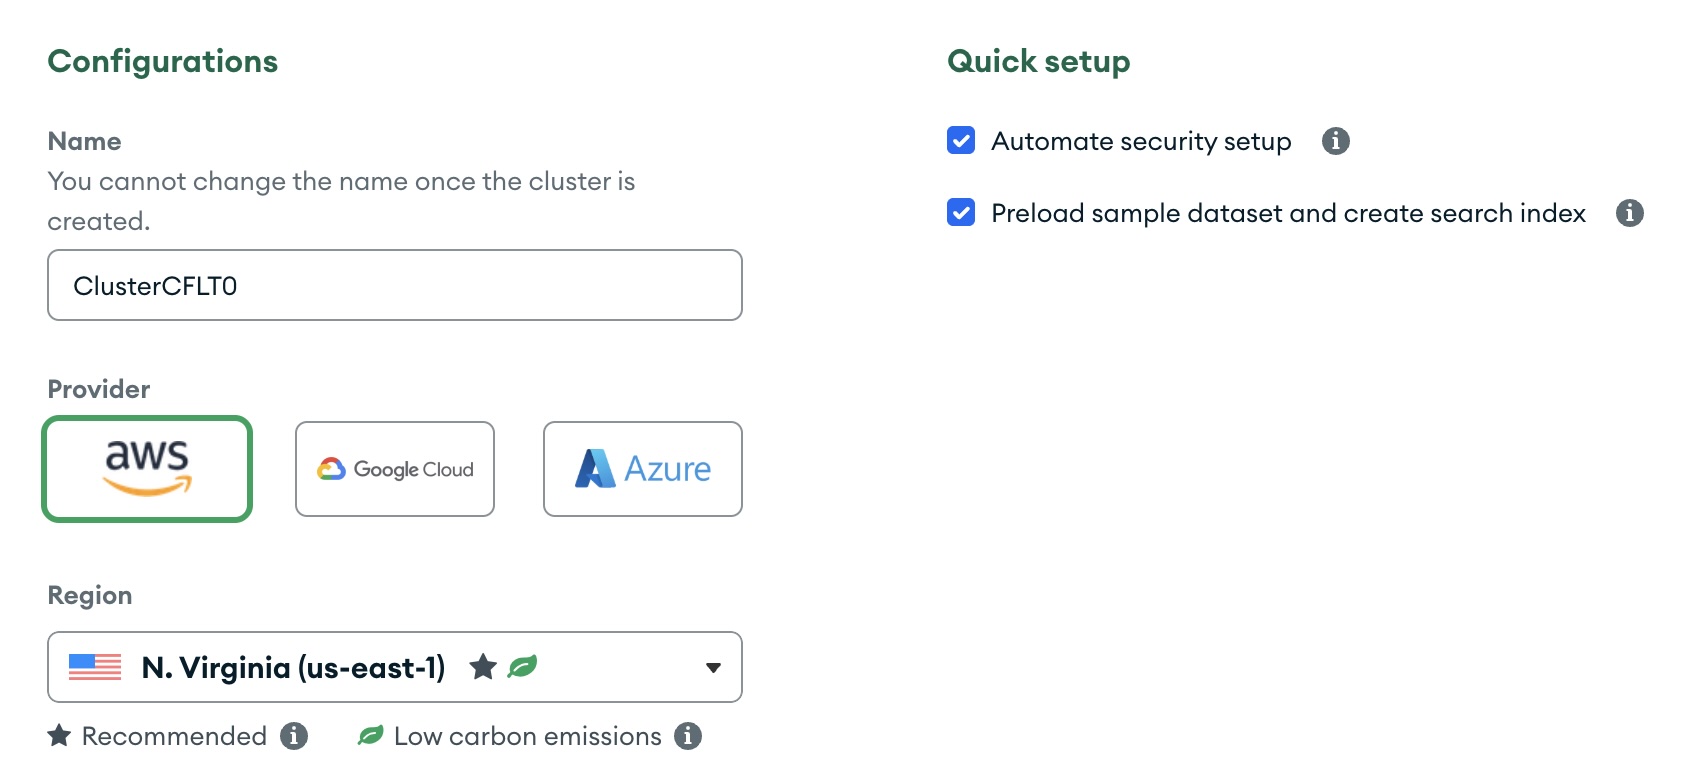 Configurations
Name
You cannot change the name once the cluster is
created.
ClusterCFLT0
Provider
aws
Google Cloud
Azure
Region
N. Virginia (us-east-1)
Recommended
Low carbon emissions
Quick setup
Automate security setup
Preload sample dataset and create search index